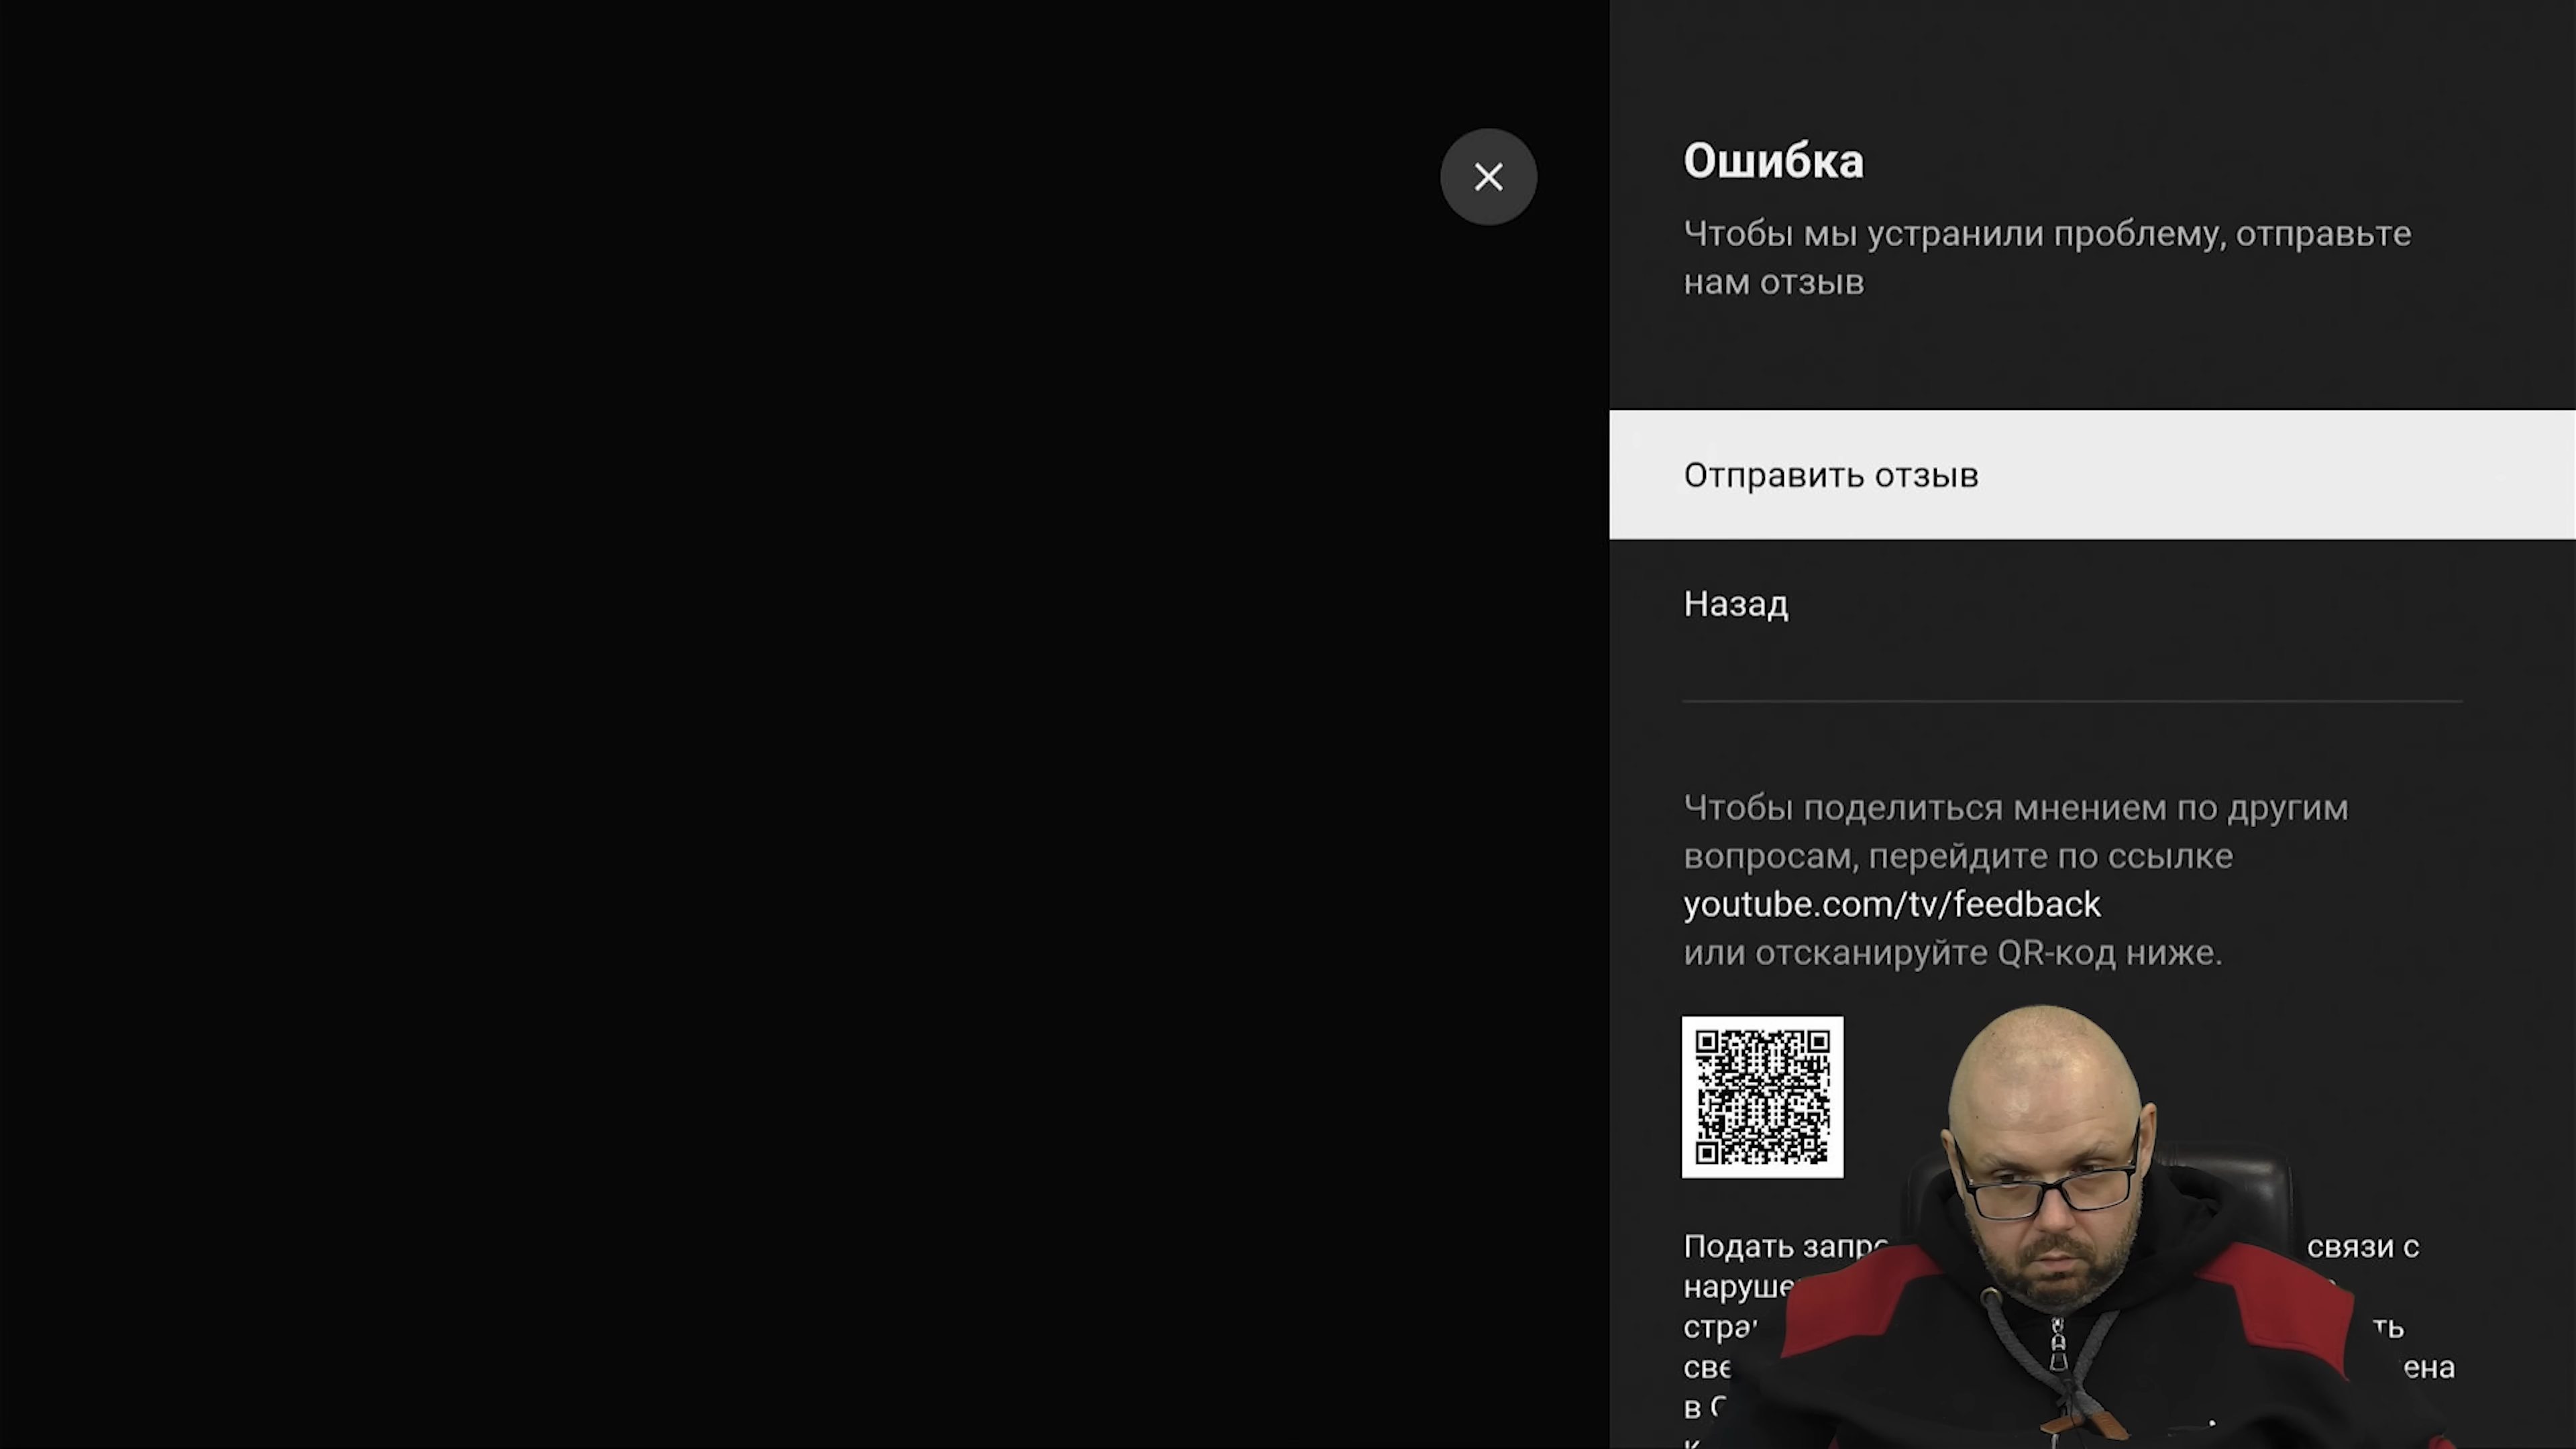 Ошибка
Чтобы мы устранили проблему, отправьте
нам отзыв
Отправить отзыв
Назад
Чтобы поделиться мнением по другим
вопросам, перейдите по ссылке
youtube.com/tv/feedback
или отсканируйте QR-код ниже.
Подать связи с
в